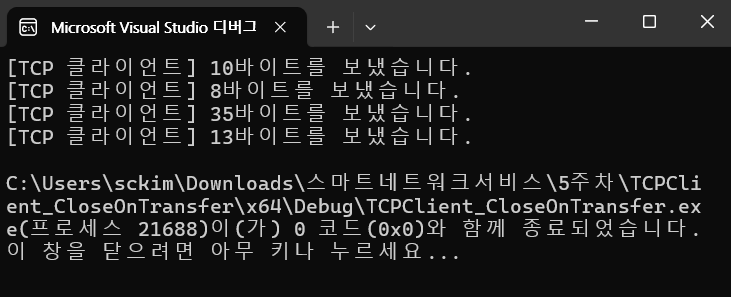 Microsoft Visual Studio 디버그
[TCP 클라이언트] 10바이트를 보냈습니다.
[TCP 클라이언트] 8바이트를 보냈습니다.
[TCP 클라이언트] 35바이트를 보냈습니다.
[TCP 클라이언트] 13바이트를 보냈습니다.
C:\Users\sckim\Downloads\스마트네트워크서비스\5주차\TCPCli
ent_CloseOnTransfer\x64\Debug\TCPClient_CloseOnTransfer.ex
e(프로세스 21688)이(가) 0 코드(0x0)와 함께 종료되었습니다.
이 창을 닫으려면 아무 키나 누르세요...